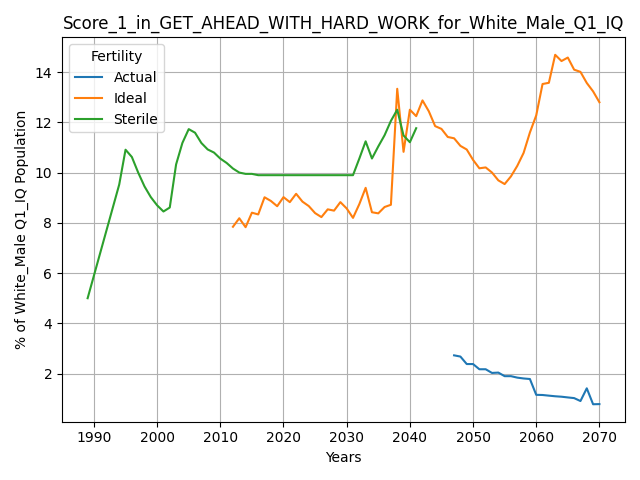 Score_1_in_GET_AHEAD_WITH_HARD_WORK_for_White_Male_Q1_IQ
Fertility
Actual
Ideal
Sterile
% of White_Male Q1_IQ Population
14
12
10
8
6
4
2
1990 2000 2010 2020 2030 2040 2050 2060 2070
Years